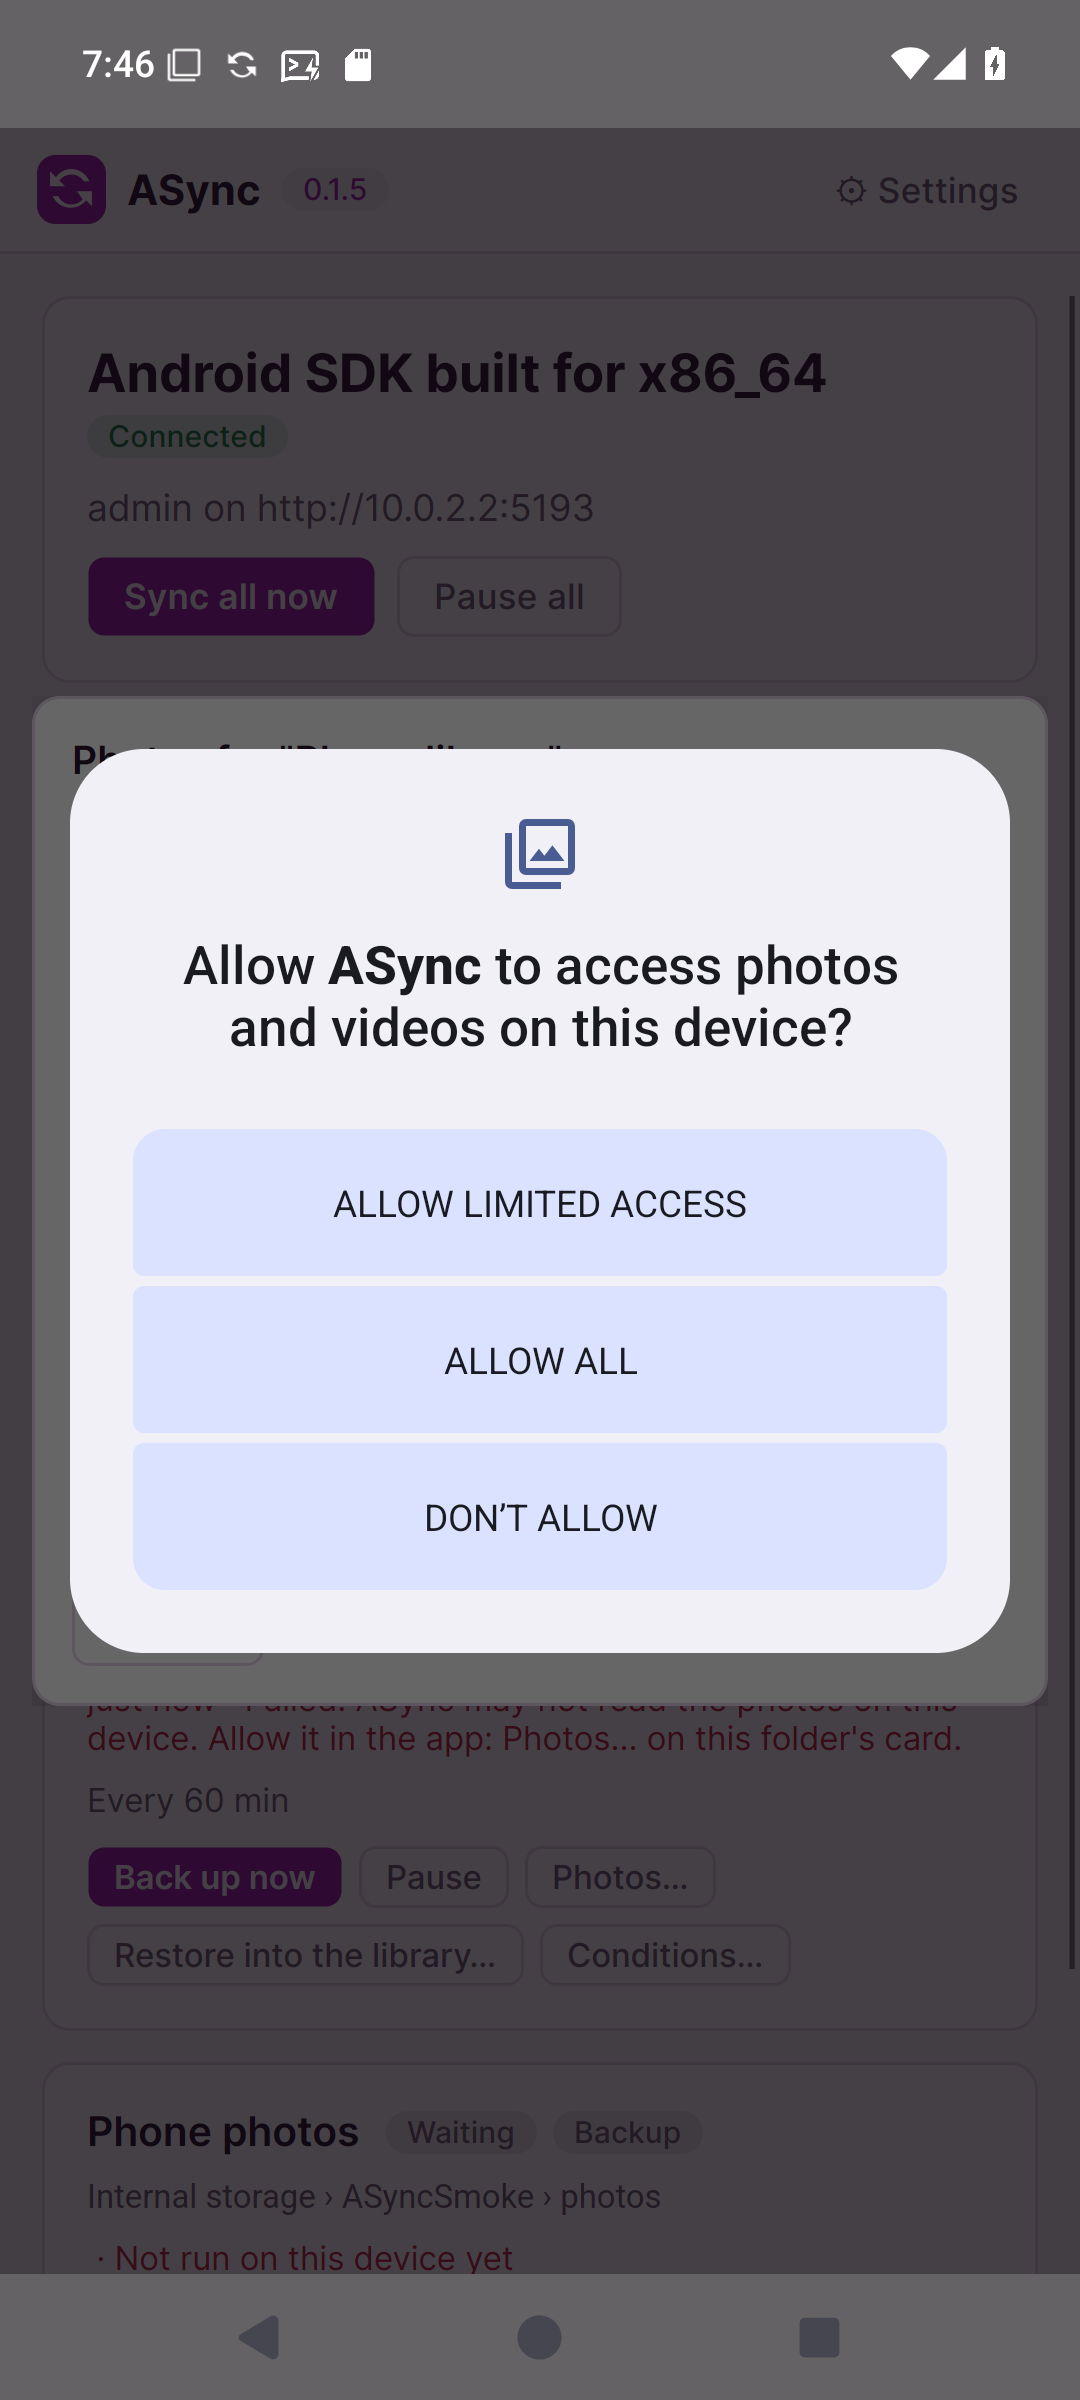 7:46
ASync 0.1.5 Settings
Android SDK built for x86_64
Connected
admin on http://10.0.2.2:5193
Sync all now Pause all
Allow ASync to access photos
and videos on this device?
ALLOW LIMITED ACCESS
ALLOW ALL
DON’T ALLOW
device. Allow it in the app: Photos... on this folder's card.
Every 60 min
Back up now Pause Photos...
Restore into the library... Conditions...
Phone photos Waiting Backup
Internal storage › ASyncSmoke › photos
· Not run on this device yet